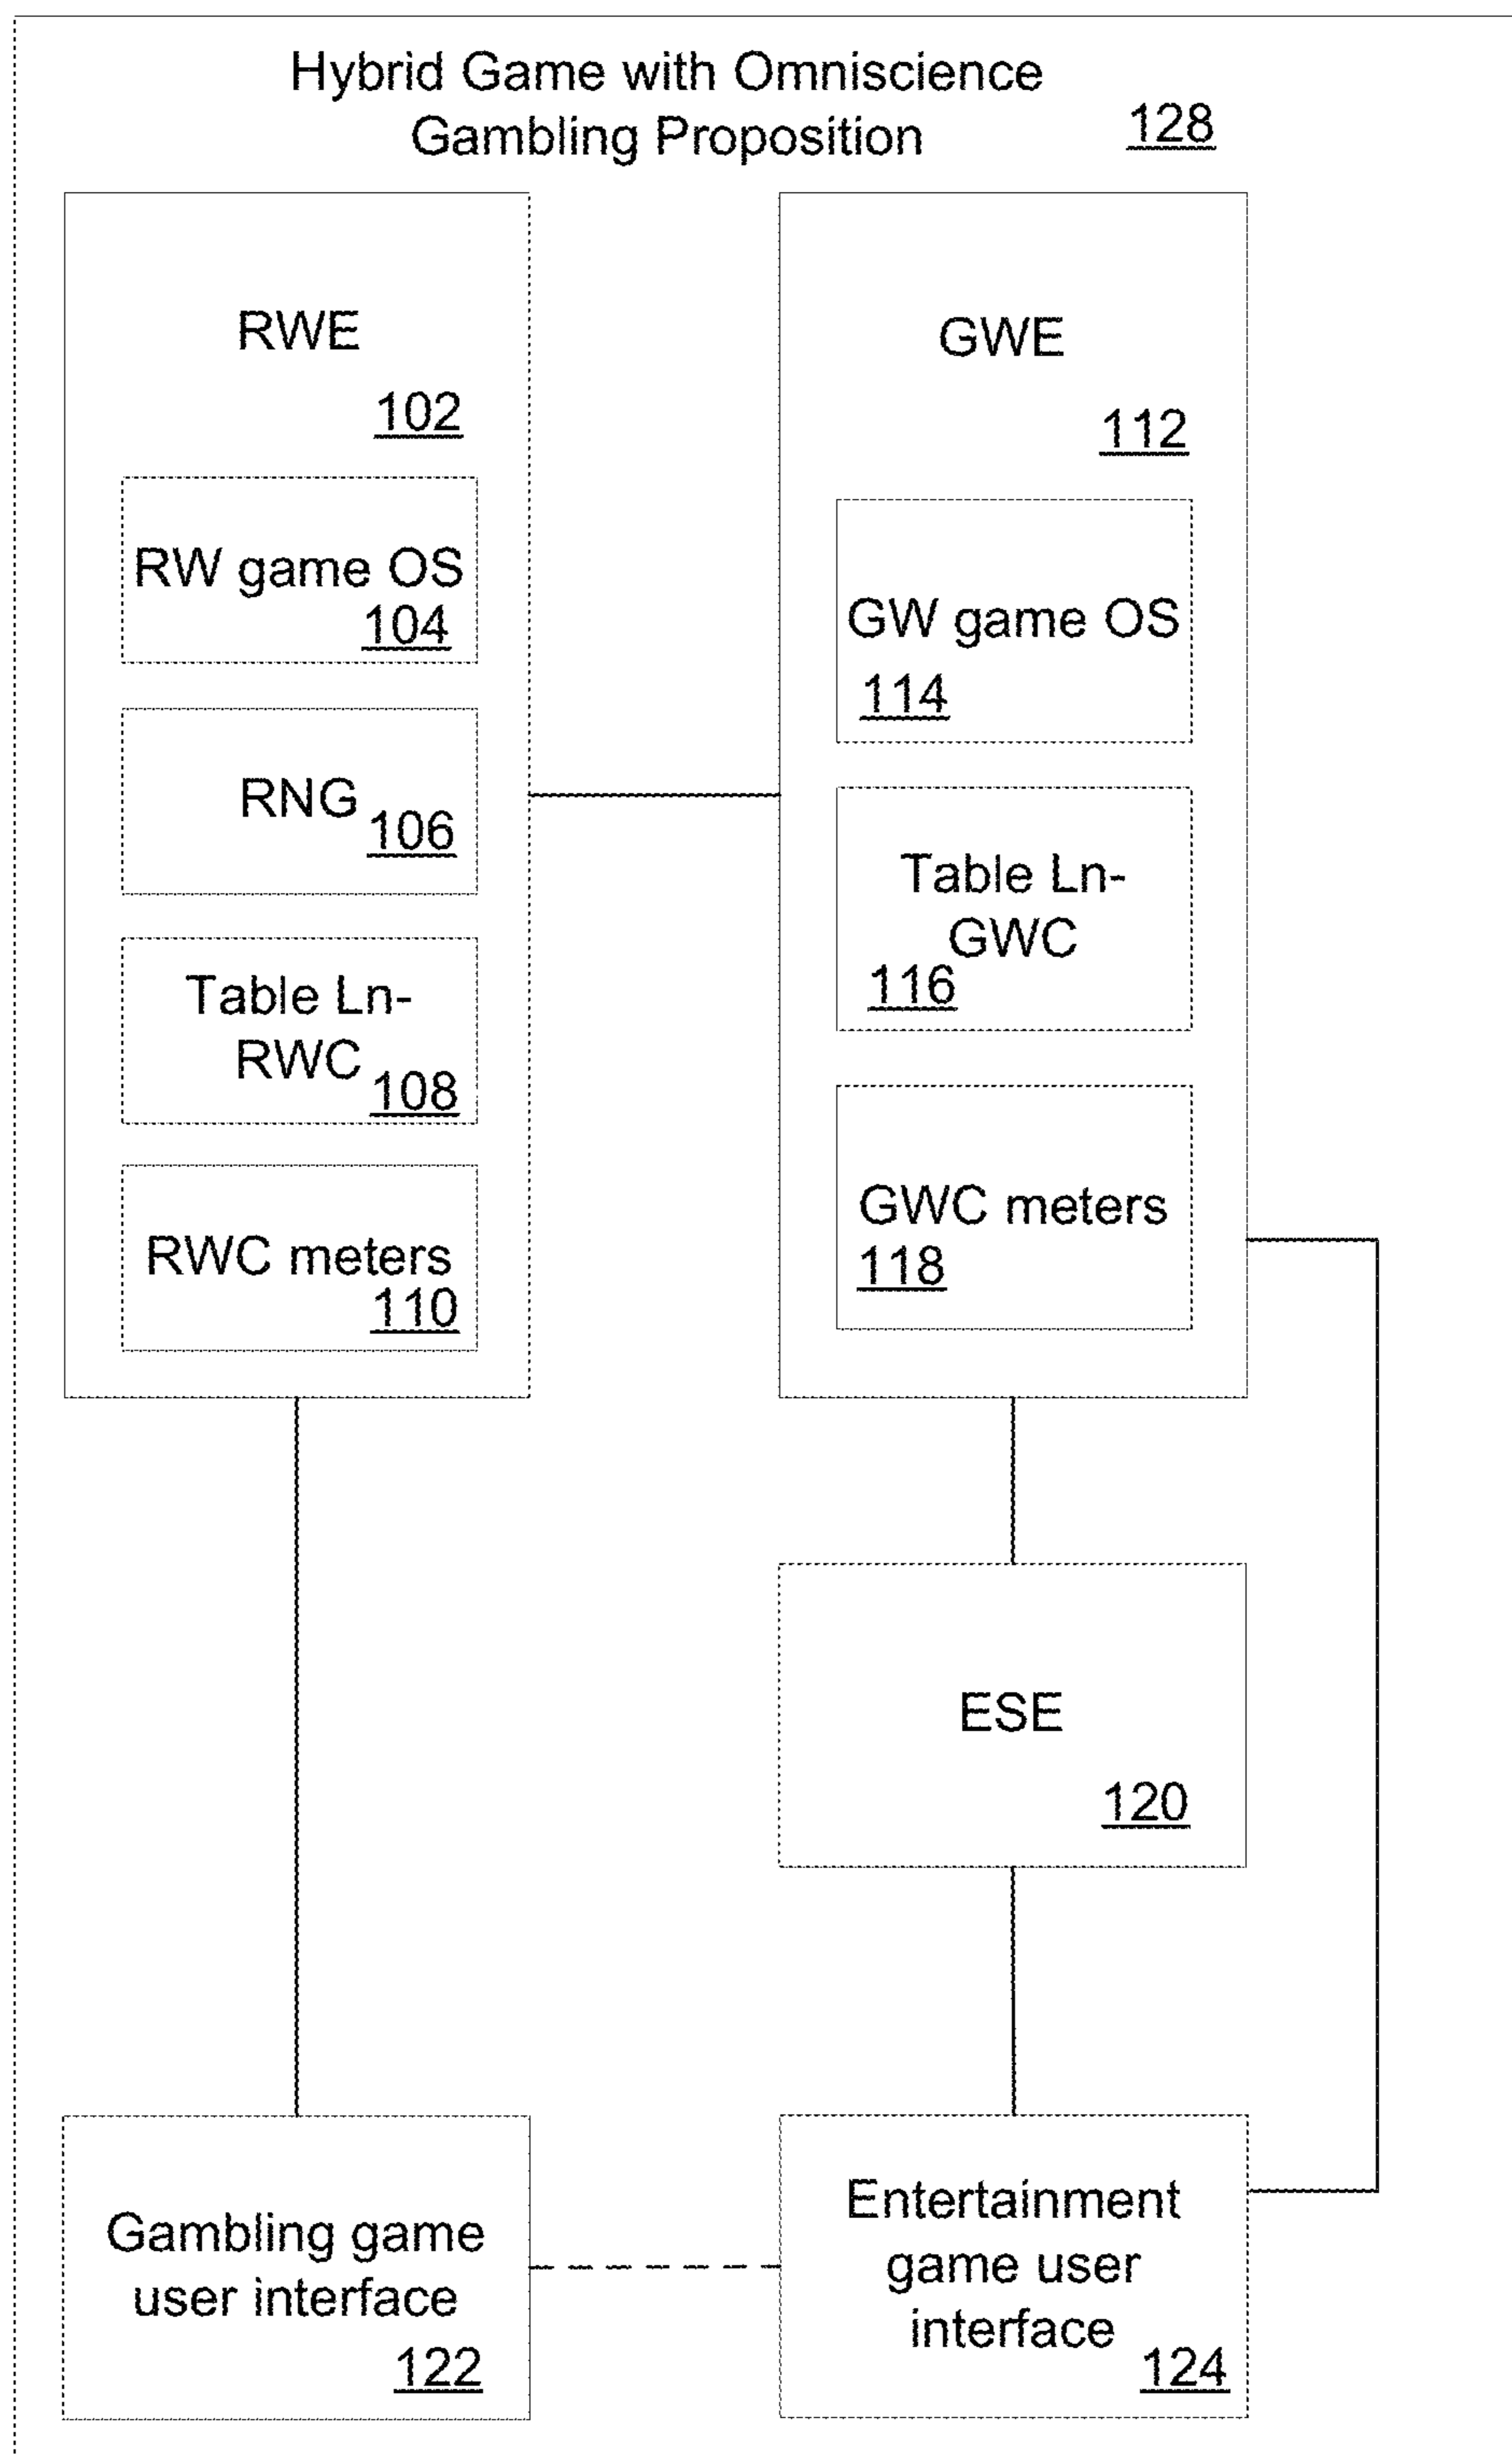 Hybrid Game with Omniscience
Gambling Proposition
128
RWE
102
RW game OS
104
RNG
106
Table Ln-
RWC
108
RWC meters
110
GWE
112
GW game OS
114
Table Ln-
GWC
116
GWC meters
118
ESE
120
Gambling game
user interface
122
Entertainment
game user
interface
124